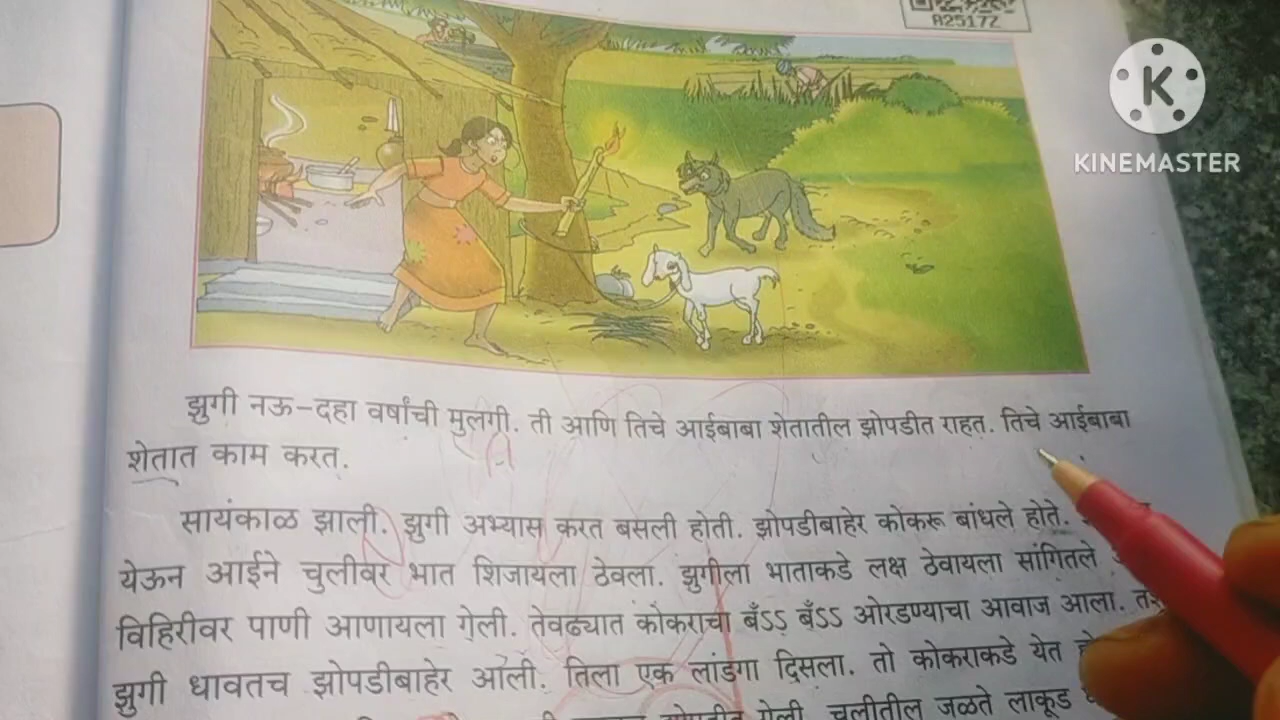 A2517Z
K
KINEMASTER
झुगी नऊ-दहा वर्षांची मुलगी. ती आणि तिचे आईबाबा शेतातील झोपडीत राहत. तिचे आईबाबा
शेतात काम करत.
सायंकाळ झाली. झुगी अभ्यास करत बसली होती. झोपडीबाहेर कोकरू बांधले होते.
येऊन आईने चुलीवर भात शिजायला ठेवला. झुगीला भाताकडे लक्ष ठेवायला सांगितले
विहिरीवर पाणी आणायला गेली. तेवढ्यात कोकराचा बँऽऽ बँऽऽ ओरडण्याचा आवाज आला.
झुगी धावतच झोपडीबाहेर आली. तिला एक लांडगा दिसला. तो कोकराकडे येत
झोपडीत गेली. चुलीतील जळते लाकूड